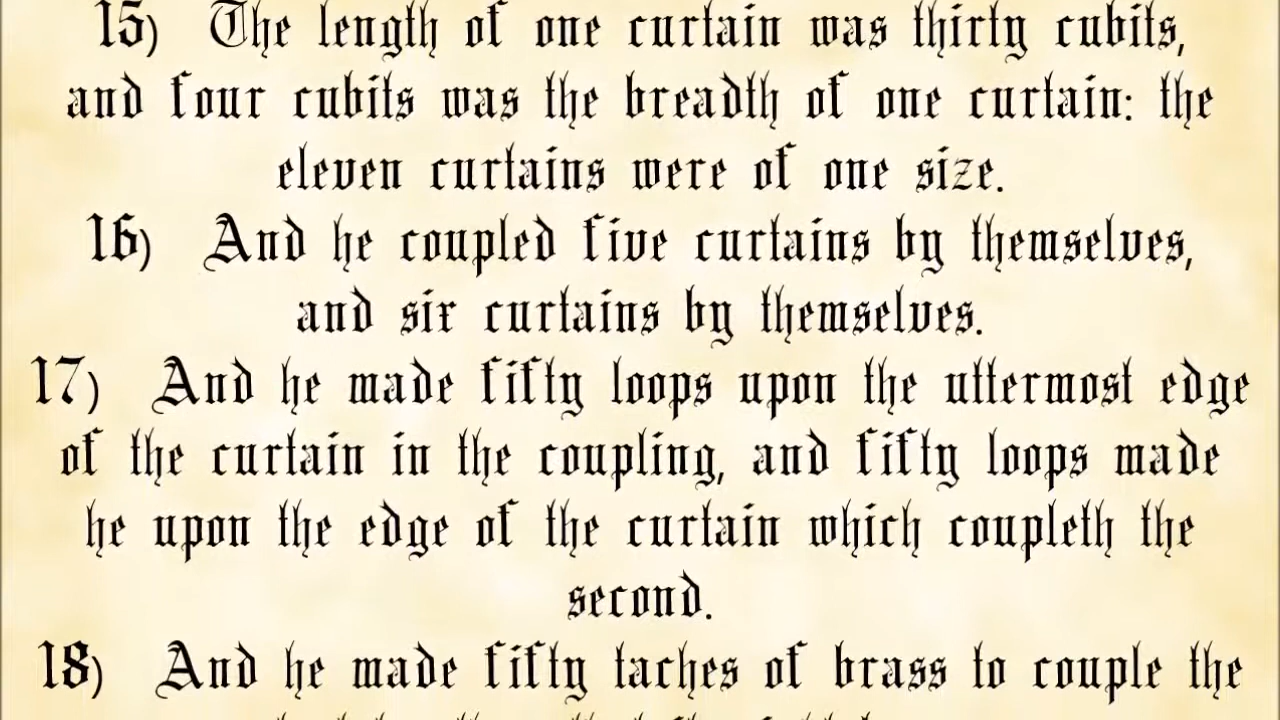 15) The length of one curtain was thirty cubits,
and four cubits was the breadth of one curtain: the
eleven curtains were of one size.
16) And he coupled five curtains by themselves,
and six curtains by themselves.
17) And he made fifty loops upon the uttermost edge
of the curtain in the coupling, and fifty loops made
he upon the edge of the curtain which coupleth the
second.
18) And he made fifty taches of brass to couple the